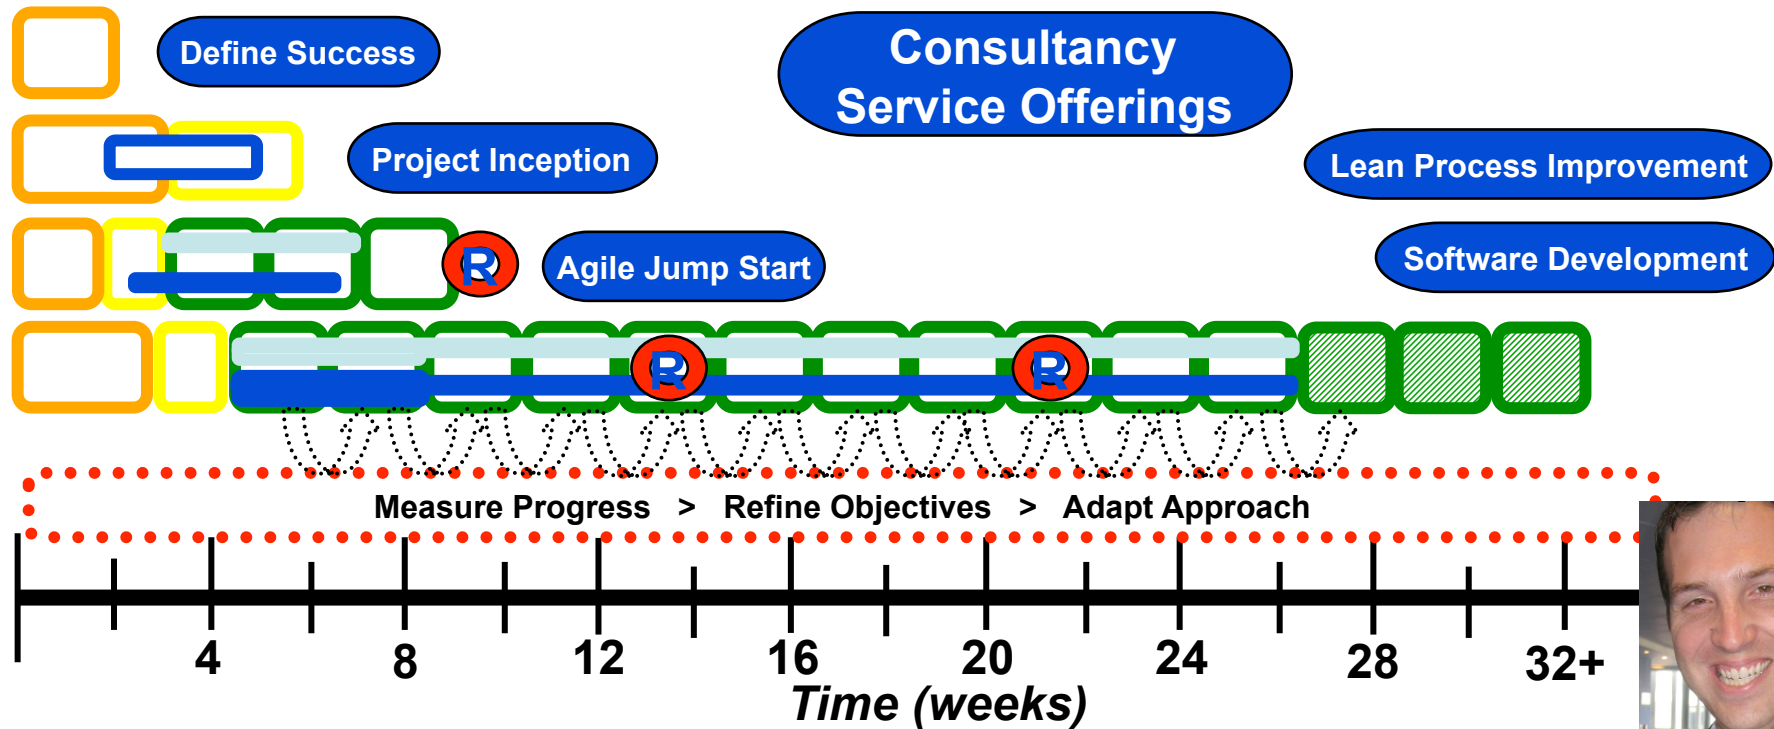 Define Success
Consultancy
Service Offerings
Project Inception
Lean Process Improvement
R
Agile Jump Start
Software Development
R
R
Measure Progress > Refine Objectives > Adapt Approach
4 8 12 16 20 24 28 32+
Time (weeks)